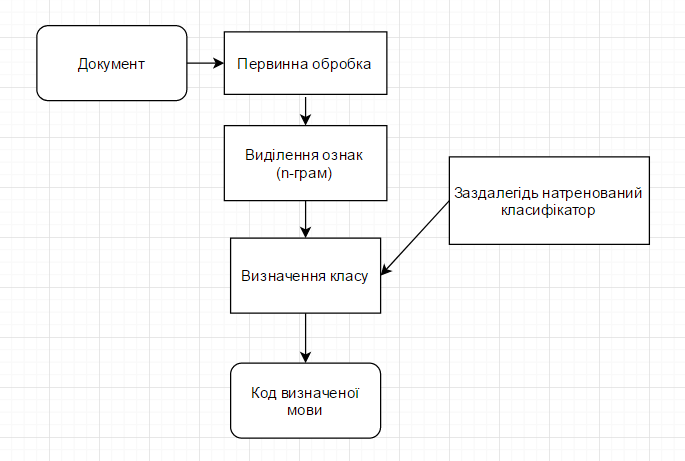 Документ
Первинна обробка
Виділення ознак
(n-грам)
Заздалегідь натренований
класифікатор
Визначення класу
Код визначеної
мови